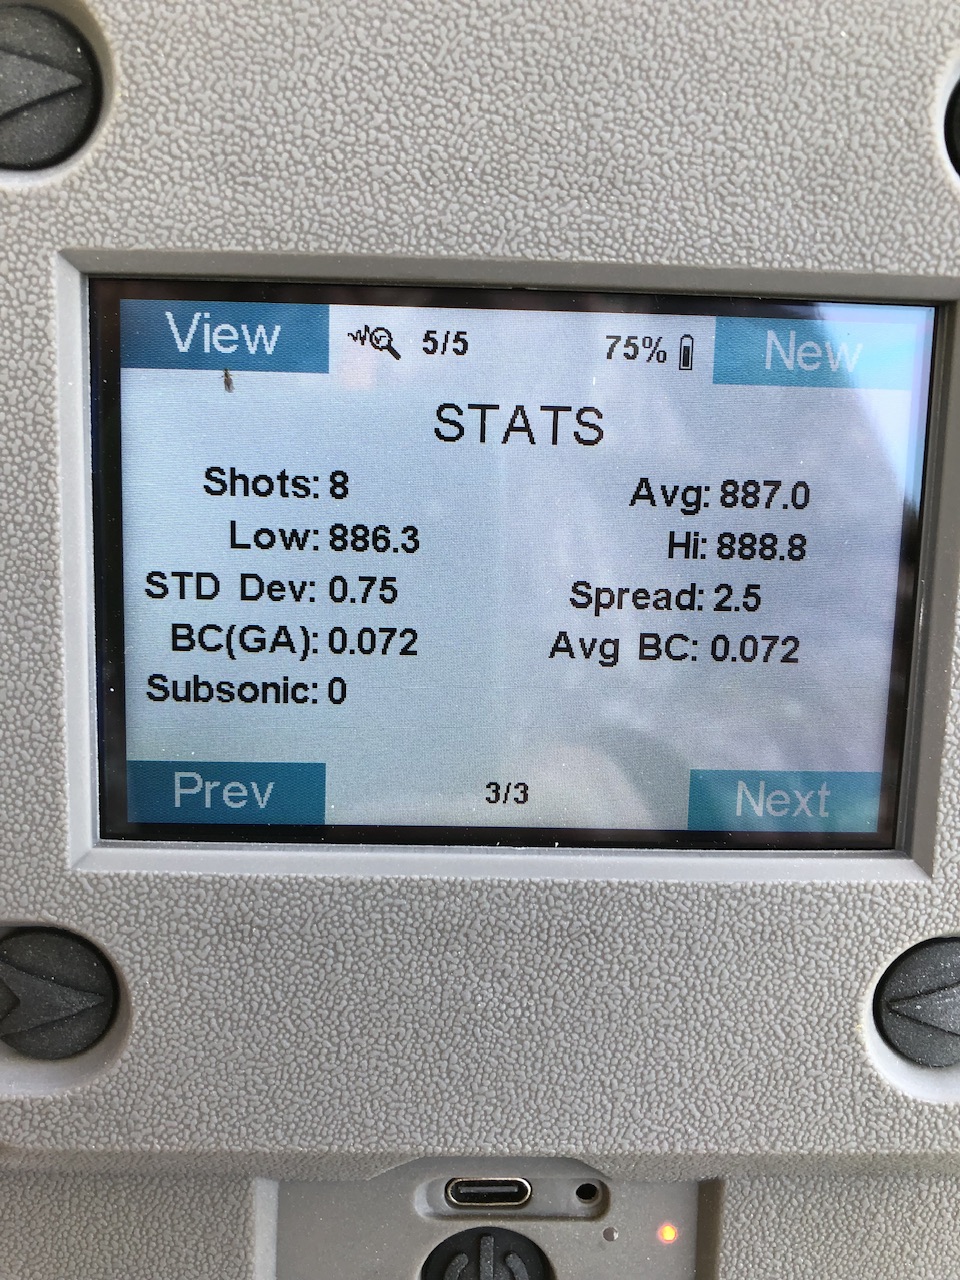 View 5/5 75% New
STATS
Shots: 8 Avg: 887.0
Low: 886.3 Hi: 888.8
STD Dev: 0.75 Spread: 2.5
BC(GA): 0.072 Avg BC: 0.072
Subsonic: 0
Prev 3/3 Next